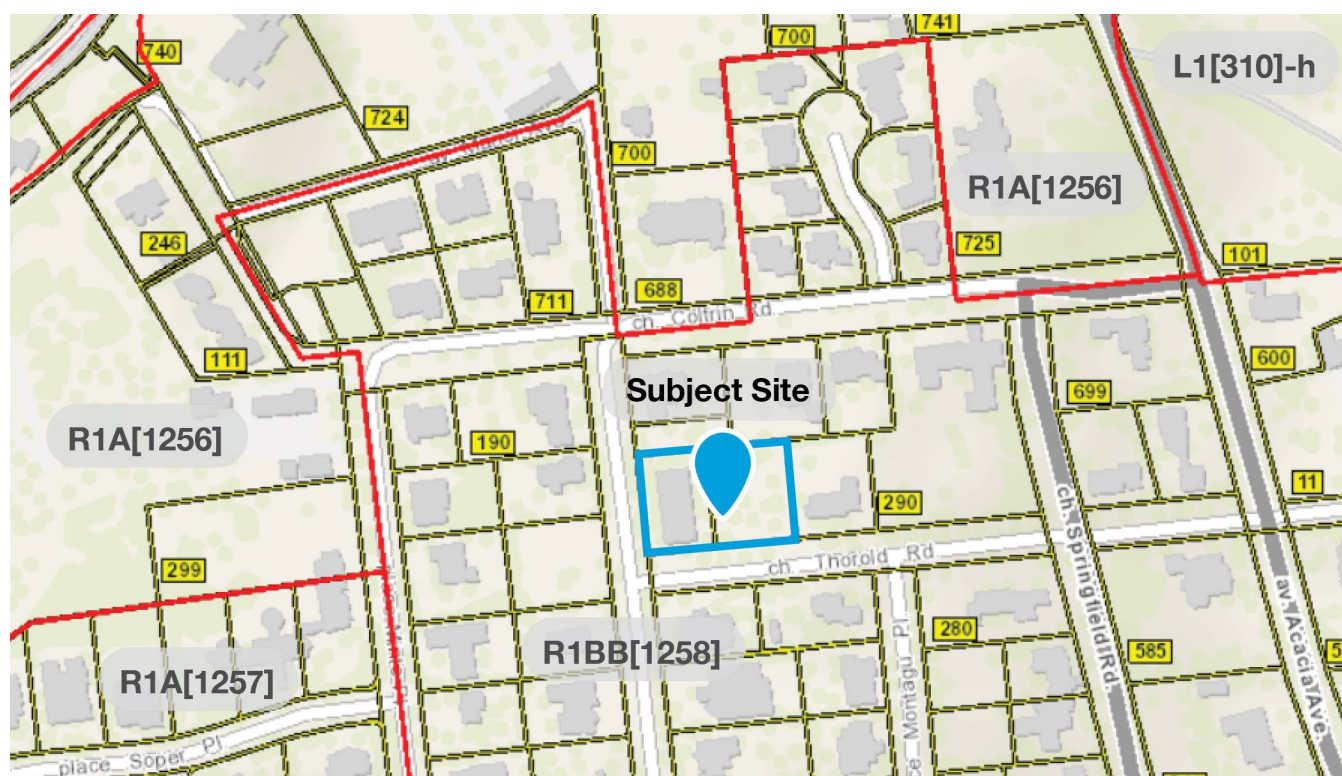 740
741
700
L1[310]-h
724
700
R1A[1256]
246
725
101
688
711
ch. Coltrin Rd
111
600
Subject Site
699
R1A[1256]
190
11
290
ch. Thorold Rd
299
ch. Springfield Rd.
av. Acacia Ave.
280
R1BB[1258]
585
5
R1A[1257]
place Soper Pl